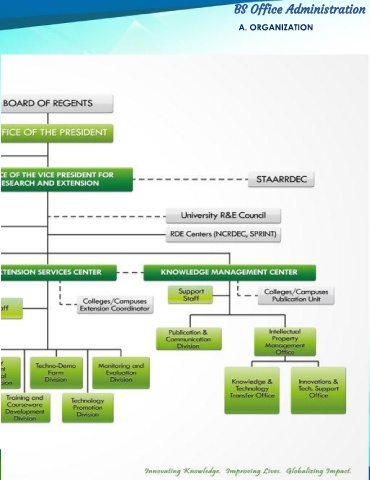 BS Office Administration
A. ORGANIZATION
BOARD OF REGENTS
FICE OF THE PRESIDENT
CE OF THE VICE PRESIDENT FOR
ESEARCH AND EXTENSION
STAARRDEC
University R&E Council
RDE Centers (NCRDEC, SPRINT)
TENSION SERVICES CENTER
KNOWLEDGE MANAGEMENT CENTER
Colleges/Campuses
Extension Coordinator
Support
Staff
Colleges/Campuses
Publication Unit
aff
Publication &
Communication
Division
Intellectual
Property
Management
Office
Techno-Demo
Farm
Division
Monitoring and
Evaluation
Division
Training and
Courseware
Development
Division
Technology
Promotion
Division
Knowledge &
Technology
Transfer Office
Innovations &
Tech. Support
Office
Innovating Knowledge. Improving Lives. Globalizing Impact.